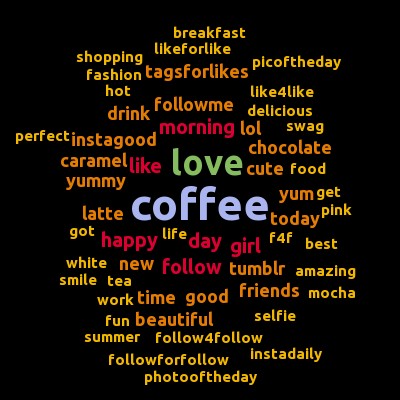 breakfast
likeforlike
shopping
picoftheday
fashion tagsforlikes
hot like4like
drink followme delicious
morning lol swag
perfect instagood chocolate
caramel like love cute food
yummy
coffee yum get
latte today pink
got life f4f
happy day girl best
white new follow tumblr amazing
smile tea
work time good friends mocha
fun beautiful selfie
summer follow4follow
followforfollow instadaily
photooftheday